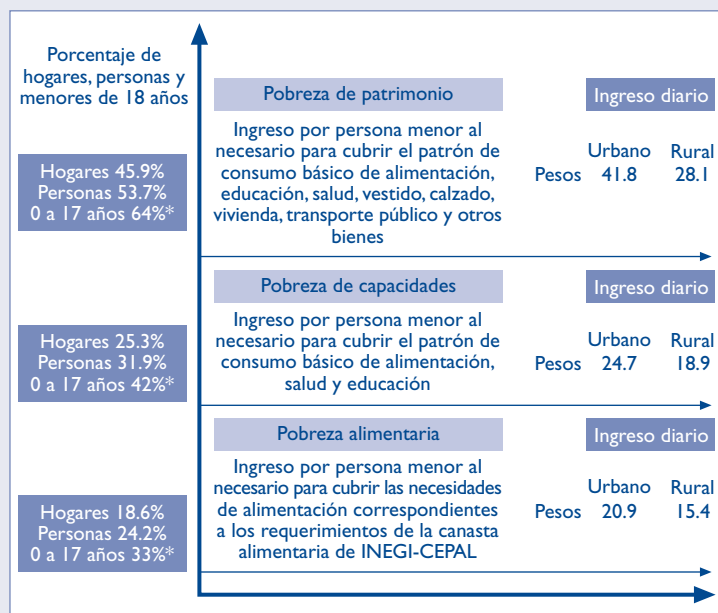 Porcentaje de
hogares, personas y
menores de 18 años
Pobreza de patrimonio
Ingreso diario
Ingreso por persona menor al
necesario para cubrir el patrón de
consumo básico de alimentación,
educación, salud, vestido, calzado,
vivienda, transporte público y otros
bienes
Urbano Rural
Pesos 41.8 28.1
Hogares 45.9%
Personas 53.7%
0 a 17 años 64%*
Pobreza de capacidades
Ingreso diario
Ingreso por persona menor al
necesario para cubrir el patrón de
consumo básico de alimentación,
salud y educación
Urbano Rural
Pesos 24.7 18.9
Hogares 25.3%
Personas 31.9%
0 a 17 años 42%*
Pobreza alimentaria
Ingreso diario
Ingreso por persona menor al
necesario para cubrir las necesidades
de alimentación correspondientes
a los requerimientos de la canasta
alimentaria de INEGI-CEPAL
Urbano Rural
Pesos 20.9 15.4
Hogares 18.6%
Personas 24.2%
0 a 17 años 33%*